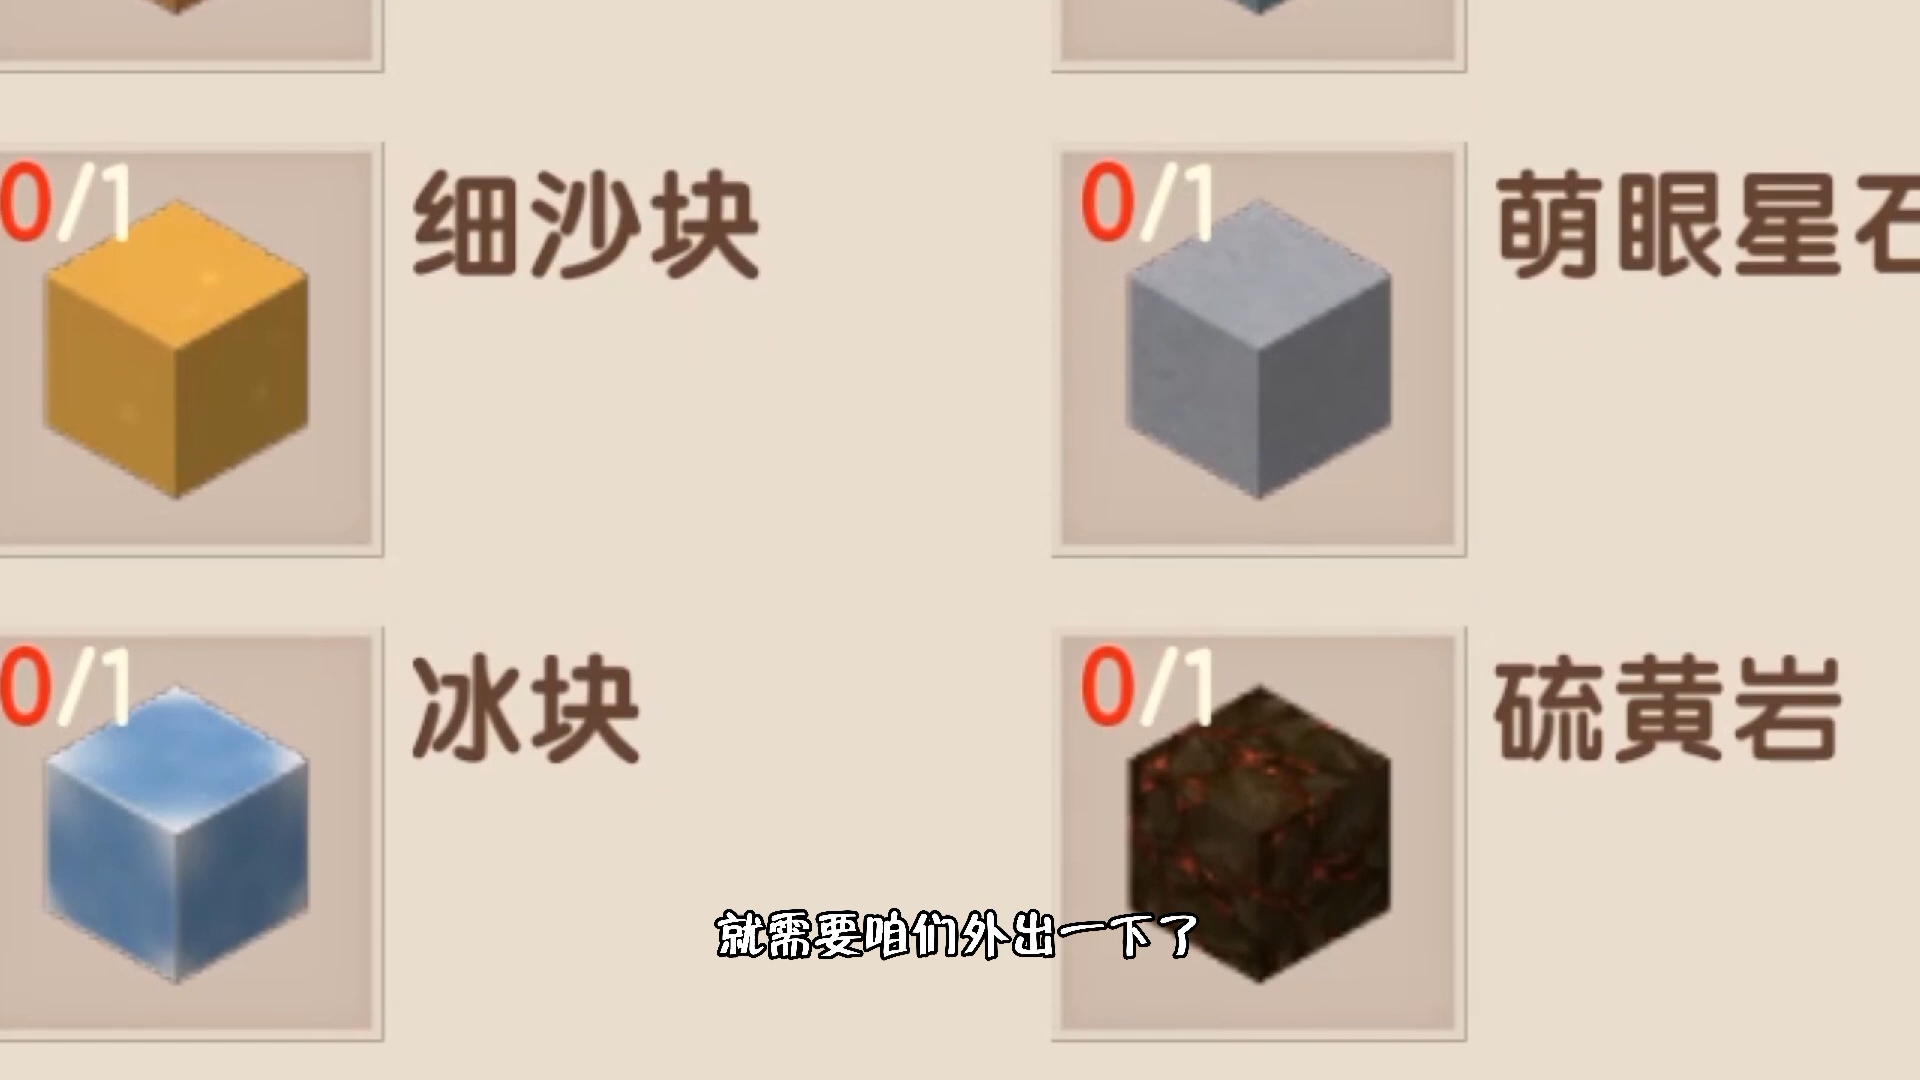 0/1 细沙块
0/1 萌眼星石
0/1 冰块
0/1 硫黄岩
就需要咱们外出一下了